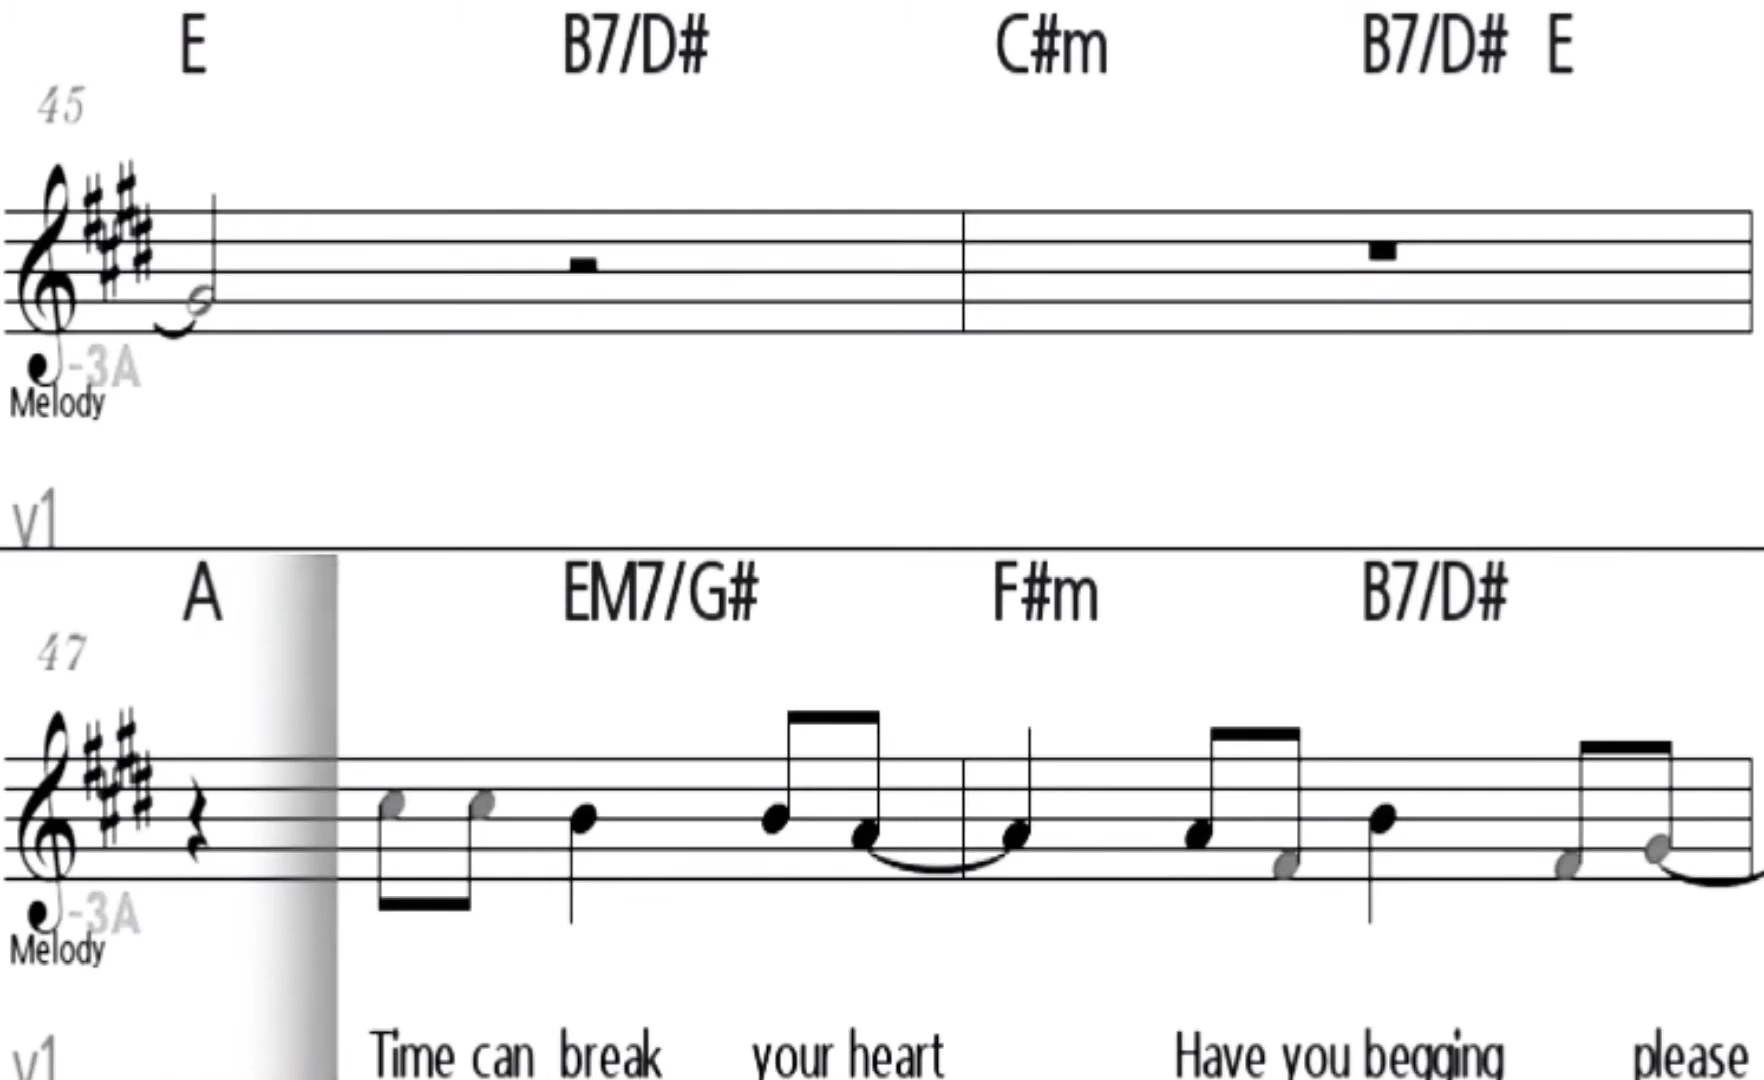 E B7/D# C#m B7/D# E
45
-3A
Melody
v1
A EM7/G# F#m B7/D#
47
-3A
Melody
v1 Time can break your heart Have you begging please